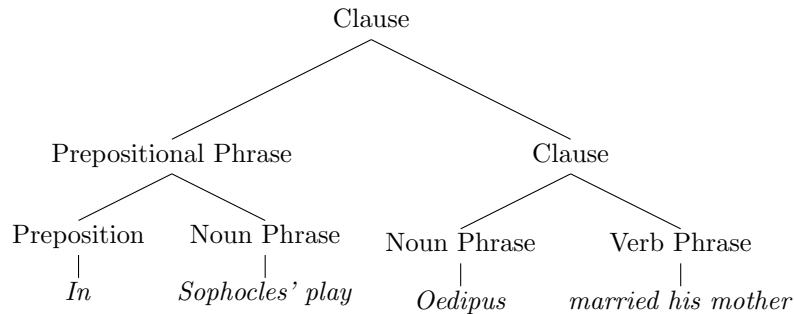 Clause
Prepositional Phrase Clause
Preposition Noun Phrase Noun Phrase Verb Phrase
In Sophocles’ play Oedipus married his mother